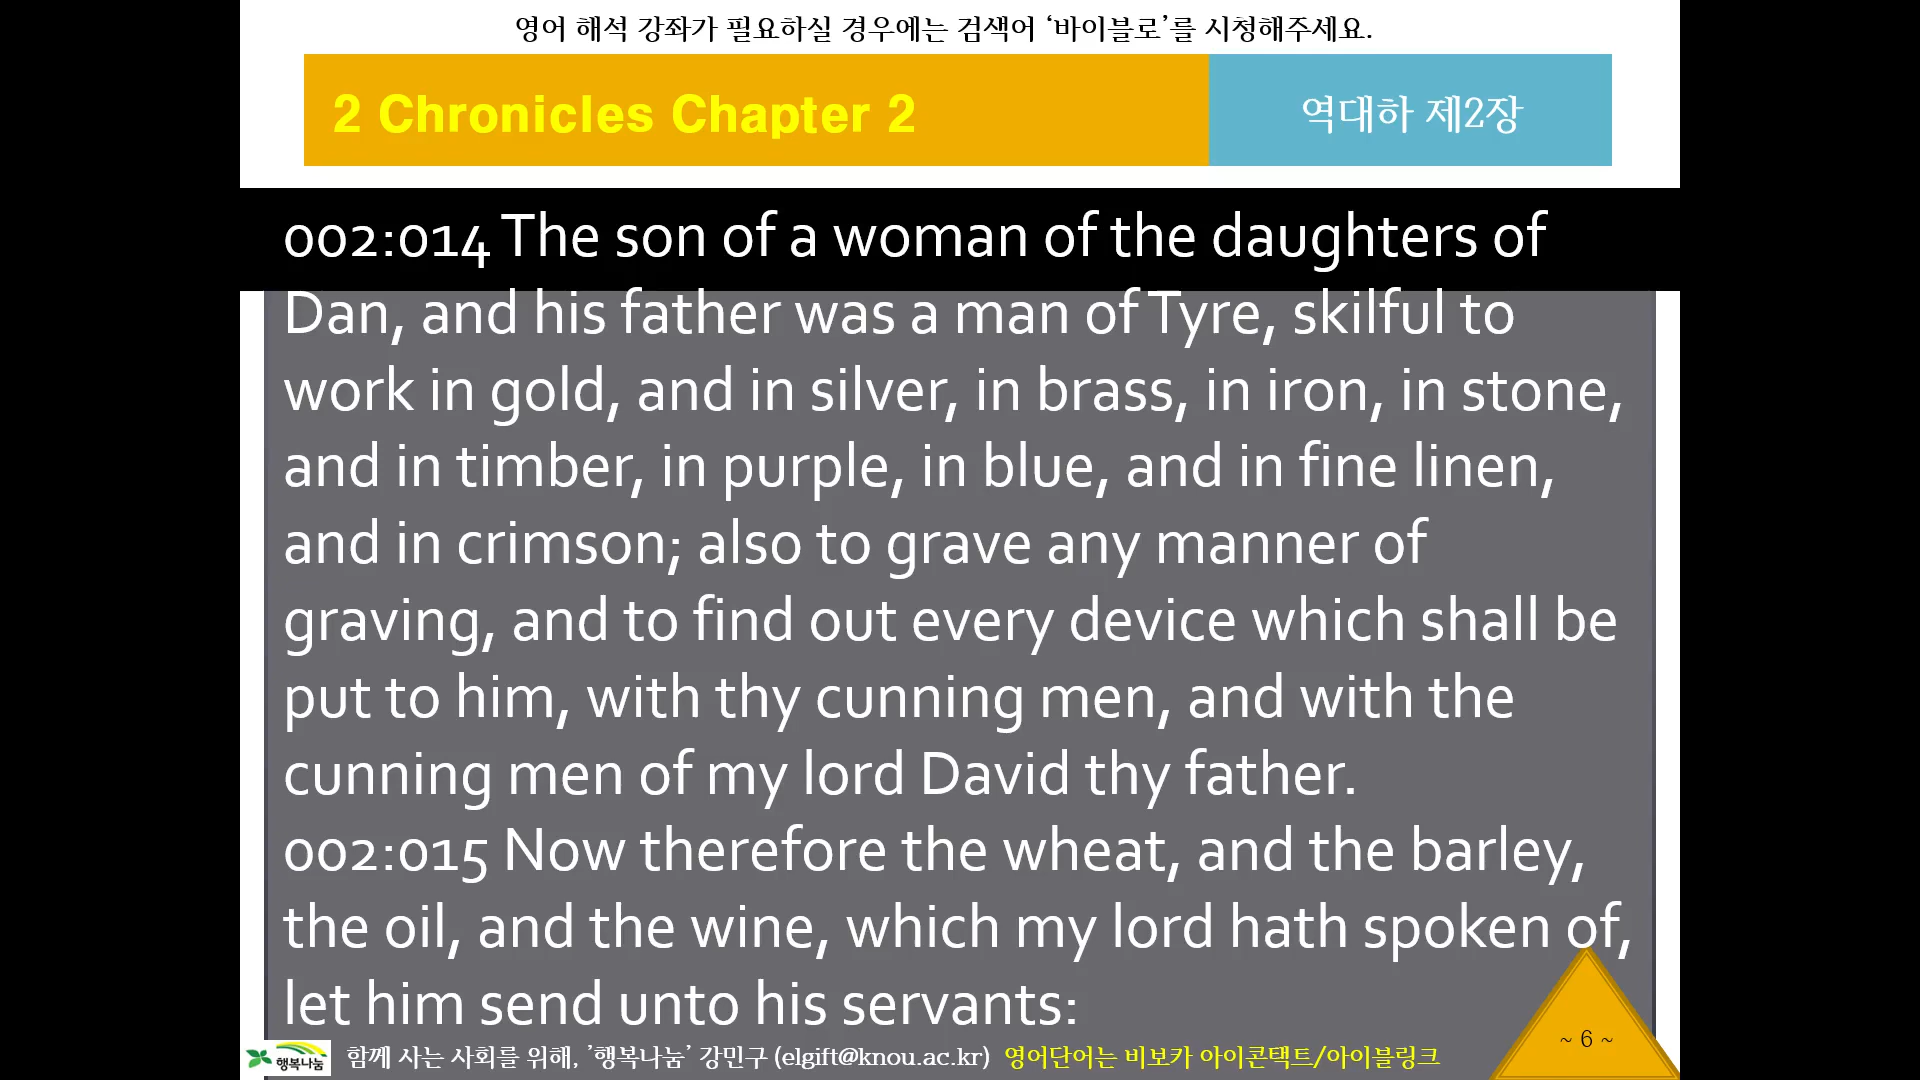 영어 해석 강좌가 필요하실 경우에는 검색어 ‘바이블로’를 시청해주세요.
2 Chronicles Chapter 2
역대하 제2장
002:014 The son of a woman of the daughters of
Dan, and his father was a man of Tyre, skilful to
work in gold, and in silver, in brass, in iron, in stone,
and in timber, in purple, in blue, and in fine linen,
and in crimson; also to grave any manner of
graving, and to find out every device which shall be
put to him, with thy cunning men, and with the
cunning men of my lord David thy father.
002:015 Now therefore the wheat, and the barley,
the oil, and the wine, which my lord hath spoken of,
let him send unto his servants:
~ 6 ~
행복나눔
함께 사는 사회를 위해, ’행복나눔’ 강민구 (elgift@knou.ac.kr) 영어단어는 비보카 아이콘택트/아이블링크